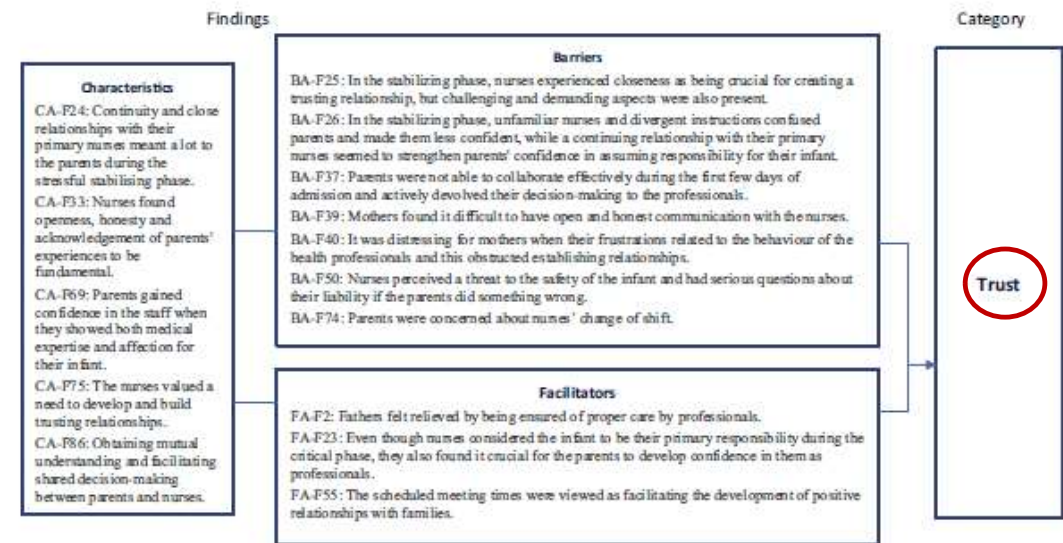 Findings
Category
Characteristics
CA-F24: Continuity and close
relationships with their
primary nurses meant a lot to
the parents during the
stressful stabilising phase.
CA-F33: Nurses found
openness, honesty and
acknowledgement of parents'
experiences to be
fundamental.
CA-F69: Parents gained
confidence in the staff when
they showed both medical
expertise and affection for
their infant.
CA-F75: The nurses valued a
need to develop and build
trusting relationships.
CA-F86: Obtaining mutual
understanding and facilitating
shared decision-making
between parents and nurses.
Barriers
BA-F25: In the stabilizing phase, nurses experienced closeness as being crucial for creating a
trusting relationship, but challenging and demanding aspects were also present.
BA-F26: In the stabilizing phase, unfamiliar nurses and divergent instructions confused
parents and made them less confident, while a continuing relationship with their primary
nurses seemed to strengthen parents' confidence in assuming responsibility for their infant.
BA-F37: Parents were not able to collaborate effectively during the first few days of
admission and actively devolved their decision-making to the professionals.
BA-F39: Mothers found it difficult to have open and honest communication with the nurses.
BA-F40: It was distressing for mothers when their frustrations related to the behaviour of the
health professionals and this obstructed establishing relationships.
BA-F50: Nurses perceived a threat to the safety of the infant and had serious questions about
their liability if the parents did something wrong.
BA-F74: Parents were concerned about nurses' change of shift.
Facilitators
FA-F2: Fathers felt relieved by being ensured of proper care by professionals.
FA-F23: Even though nurses considered the infant to be their primary responsibility during the
critical phase, they also found it crucial for the parents to develop confidence in them as
professionals.
FA-F55: The scheduled meeting times were viewed as facilitating the development of positive
relationships with families.
Trust